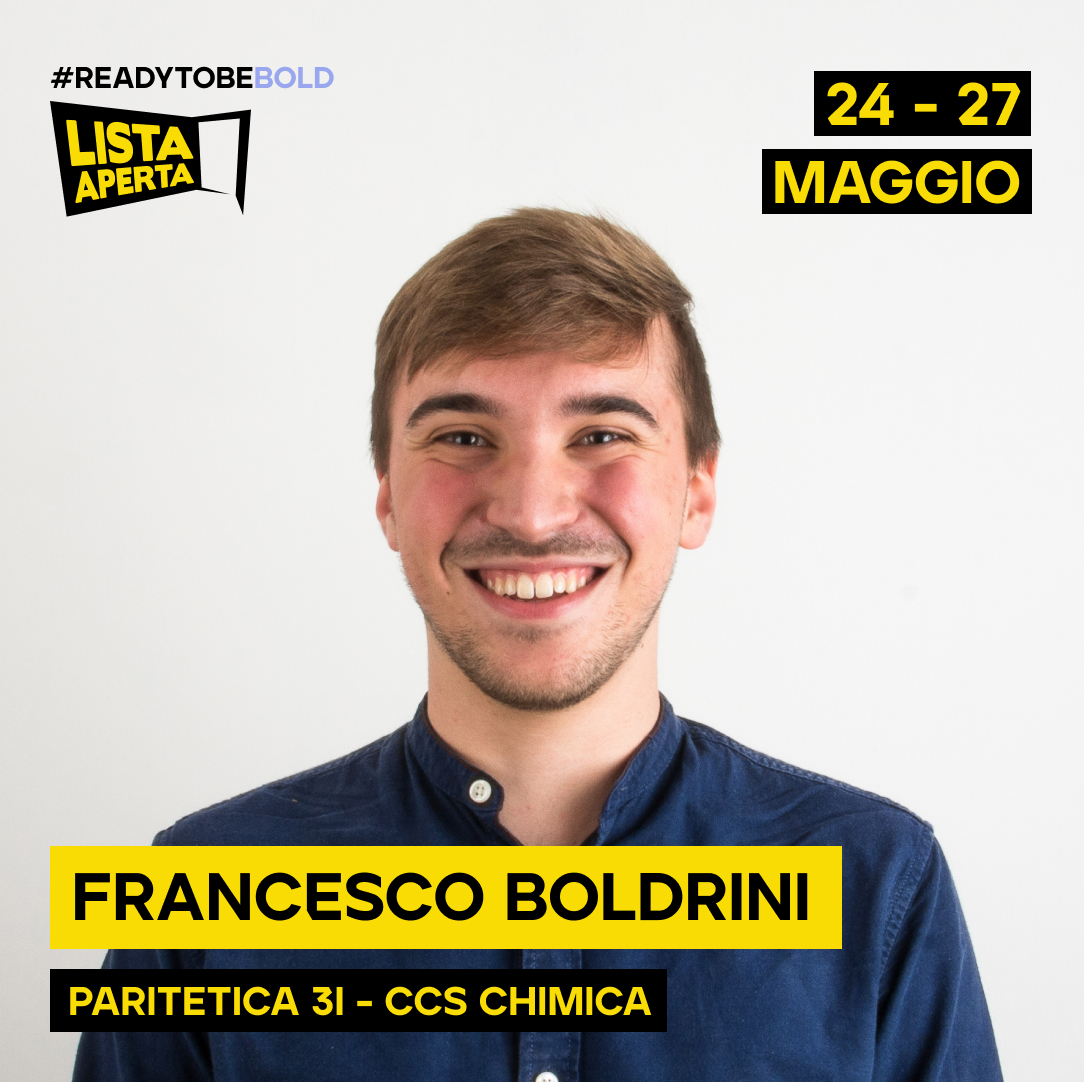 #READYTOBEBOLD
LISTA
APERTA
24 - 27
MAGGIO
FRANCESCO BOLDRINI
PARITETICA 3I - CCS CHIMICA